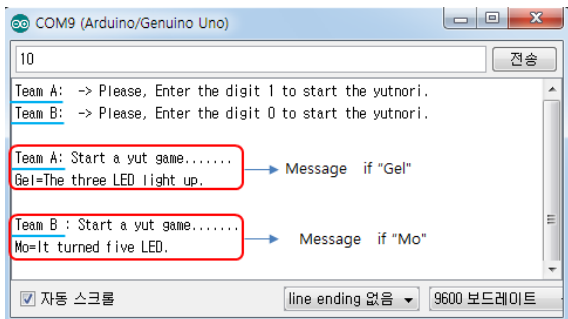 COM9 (Arduino/Genuino Uno)
10
전송
Team A:  -> Please, Enter the digit 1 to start the yutnori.
Team B:  -> Please, Enter the digit 0 to start the yutnori.
Team A: Start a yut game.......
Gel=The three LED light up.
Message if "Gel"
Team B : Start a yut game.......
Mo=It turned five LED.
Message if "Mo"
자동 스크롤
line ending 없음
9600 보드레이트